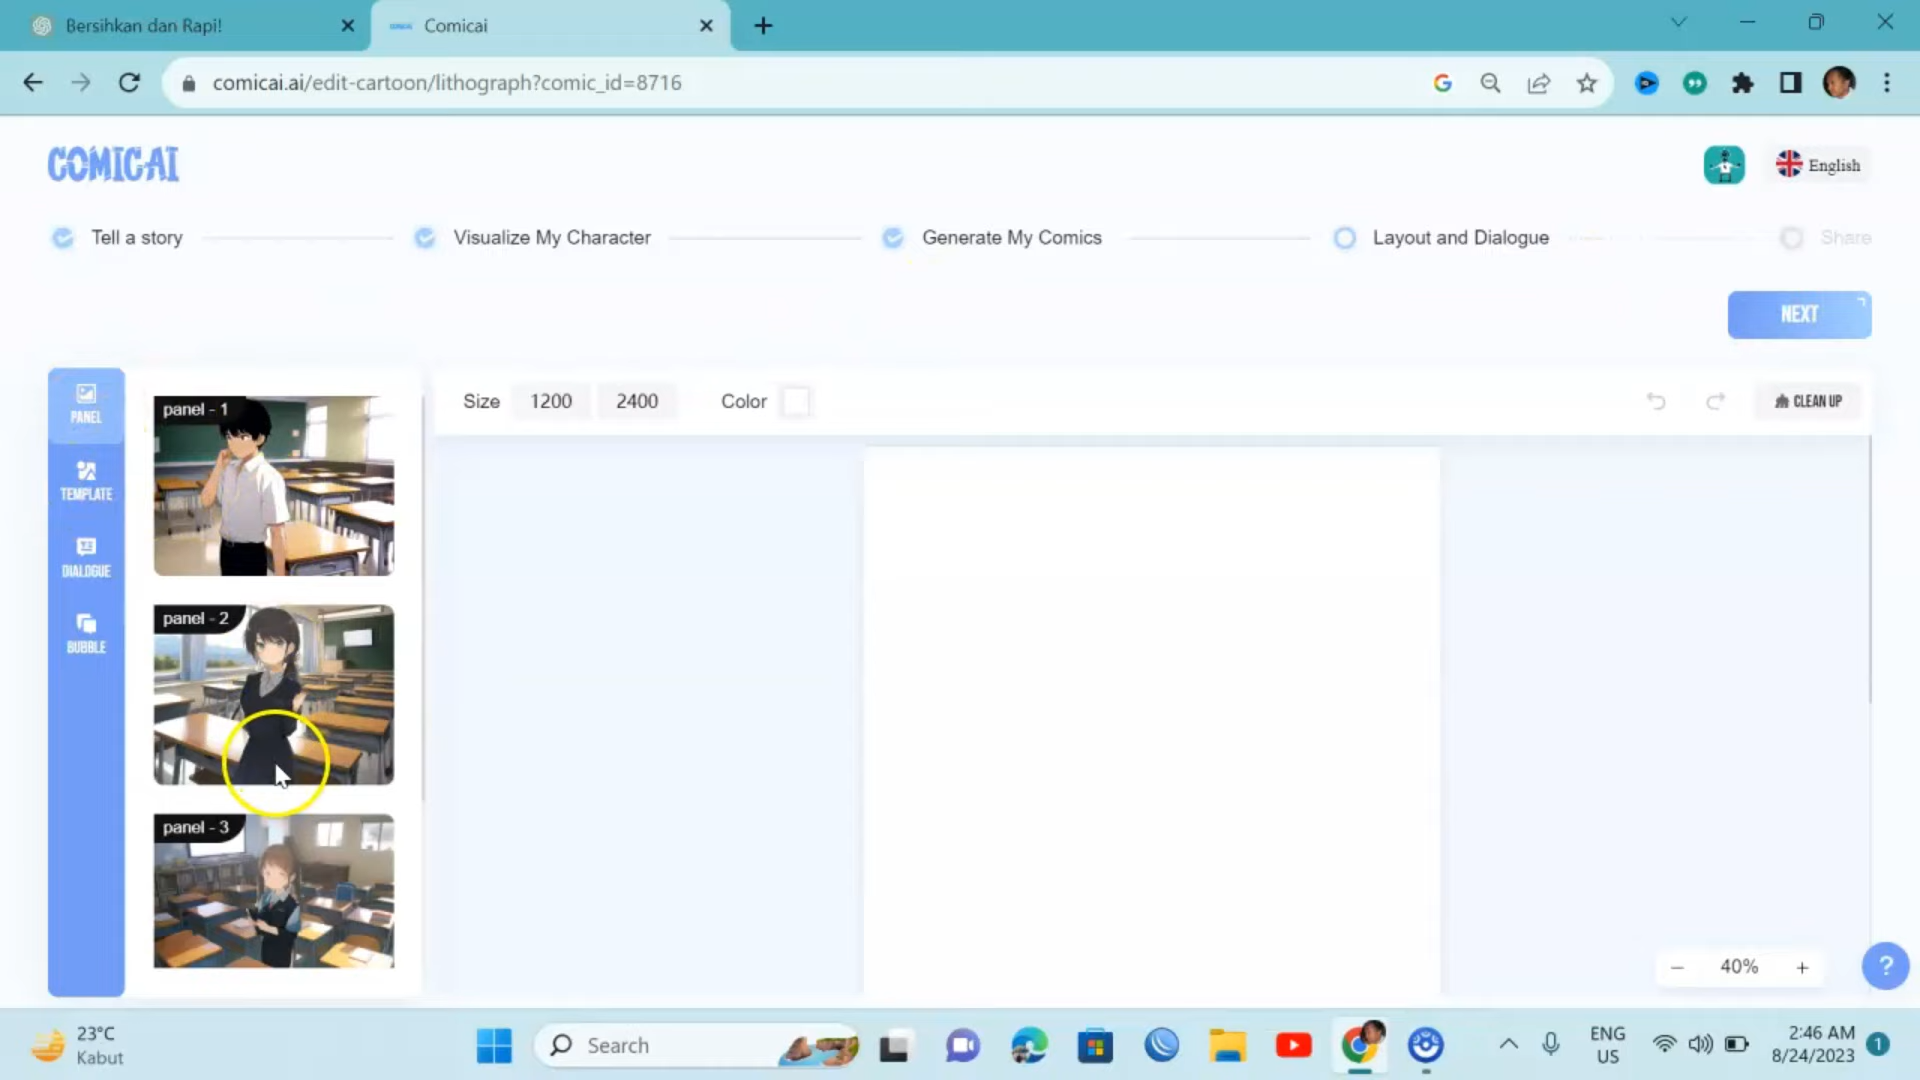 Bersihkan dan Rapi!
Comicai
comicai.ai/edit-cartoon/lithograph?comic_id=8716
COMICAI
English
Tell a story
Visualize My Character
Generate My Comics
Layout and Dialogue
Share
NEXT
PANEL
TEMPLATE
DIALOGUE
BUBBLE
panel - 1
panel - 2
panel - 3
Size 1200 2400 Color
CLEAN UP
40%
?
23°C
Kabut
Search
ENG
US
2:46 AM
8/24/2023
1